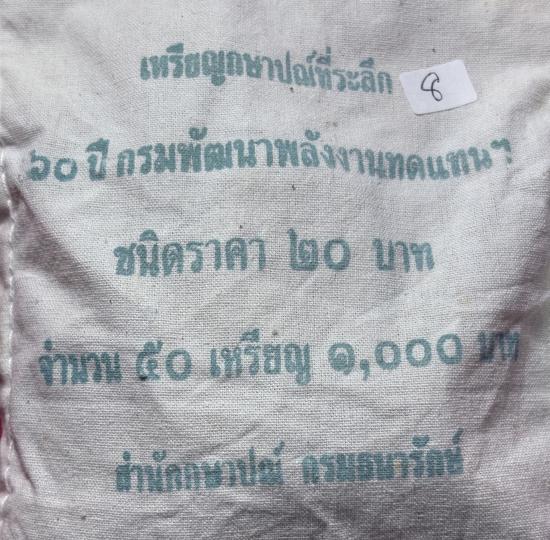 เหรียญกษาปณ์ที่ระลึก
8
๖๐ ปี กรมพัฒนาพลังงานทดแทนฯ
ชนิดราคา ๒๐ บาท
จำนวน ๕๐ เหรียญ ๑,๐๐๐ บาท
สำนักกษาปณ์ กรมธนารักษ์